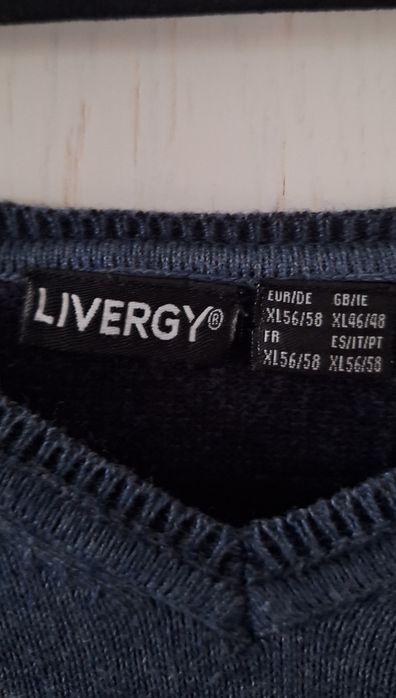 LIVERGY®
EUR/DE GB/IE
XL56/58 XL46/48
FR ES/IT/PT
XL56/58 XL56/58